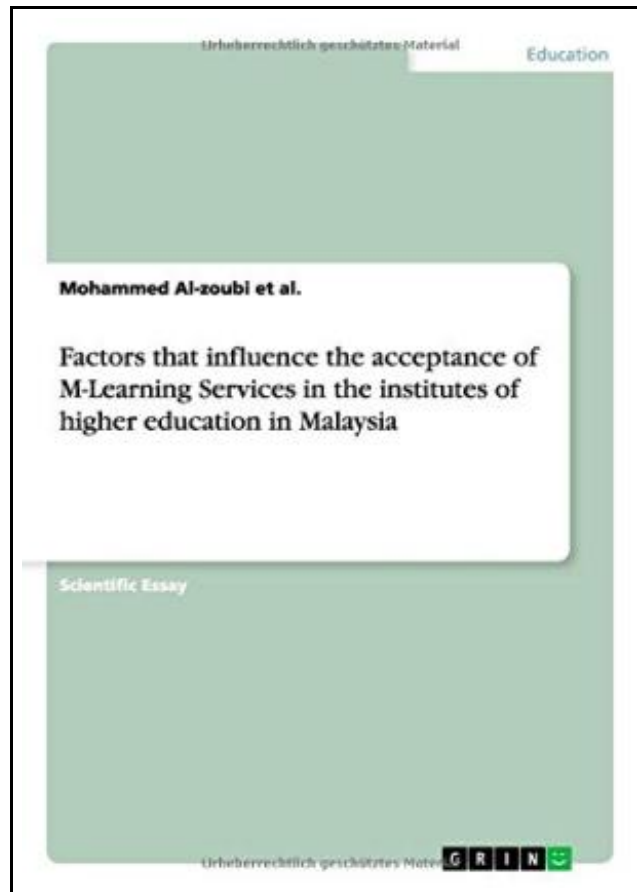 Urheberrechtlich geschütztes Material
Education
Mohammed Al-zoubi et al.
Factors that influence the acceptance of
M-Learning Services in the institutes of
higher education in Malaysia
Scientific Essay
Urheberrechtlich geschütztes
GRIN